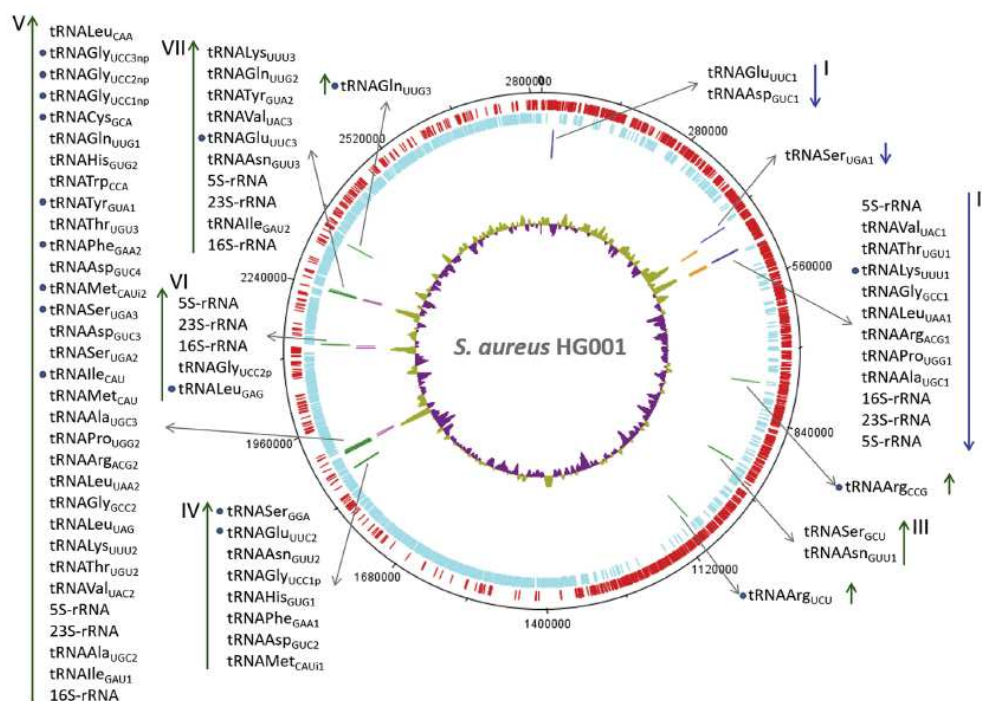 V
tRNALeuCAA
tRNAGlyUCC3np
tRNAGlyUCC2np
tRNAGlyUCC1np
tRNACysGCA
tRNAGlnUUG1
tRNAHisGUG2
tRNATrpCCA
tRNATyrGUA1
tRNAThrUGU3
tRNAPheGAA2
tRNAAspGUC4
tRNAMetCAUi2
tRNASerUGA3
tRNAAspGUC3
tRNASerUGA2
tRNAIleCAU
tRNAMetCAU
tRNAAlaUGC3
tRNAProUGG2
tRNAArgACG2
tRNALeuUAA2
tRNAGlyGCC2
tRNALeuUAG
tRNALysUUU2
tRNAThrUGU2
tRNAValUAC2
5S-rRNA
23S-rRNA
tRNAAlaUGC2
tRNAIleGAU1
16S-rRNA
VII
tRNALysUUU3
tRNAGlnUUG2
tRNATyrGUA2
tRNAValUAC3
tRNAGluUUC3
tRNAAsnGUU3
5S-rRNA
23S-rRNA
tRNAIleGAU2
16S-rRNA
VI
5S-rRNA
23S-rRNA
16S-rRNA
tRNAGlyUCC2p
tRNALeuGAG
IV
tRNASerGGA
tRNAGluUUC2
tRNAAsnGUU2
tRNAGlyUCC1p
tRNAHisGUG1
tRNAPheGAA1
tRNAAspGUC2
tRNAMetCAUi1
tRNAGlnUUG3
2800000 0
280000
560000
840000
1120000
1400000
1680000
1960000
2240000
2520000
S. aureus HG001
tRNAGluUUC1
tRNAAspGUC1
I
tRNASerUGA1
I
5S-rRNA
tRNAValUAC1
tRNAThrUGU1
tRNALysUUU1
tRNAGlyGCC1
tRNALeuUAA1
tRNAArgACG1
tRNAProUGG1
tRNAAlaUGC1
16S-rRNA
23S-rRNA
5S-rRNA
tRNAArgCCG
tRNASerGCU
tRNAAsnGUU1
III
tRNAArgUCU